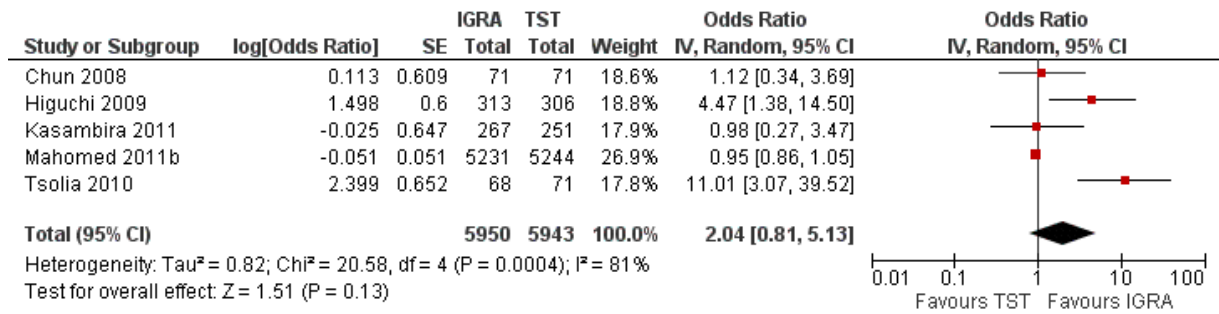 IGRA TST Odds Ratio Odds Ratio
Study or Subgroup log[Odds Ratio] SE Total Total Weight IV, Random, 95% CI IV, Random, 95% CI
Chun 2008 0.113 0.609 71 71 18.6% 1.12 [0.34, 3.69]
Higuchi 2009 1.498 0.6 313 306 18.8% 4.47 [1.38, 14.50]
Kasambira 2011 -0.025 0.647 267 251 17.9% 0.98 [0.27, 3.47]
Mahomed 2011b -0.051 0.051 5231 5244 26.9% 0.95 [0.86, 1.05]
Tsolia 2010 2.399 0.652 68 71 17.8% 11.01 [3.07, 39.52]
Total (95% CI) 5950 5943 100.0% 2.04 [0.81, 5.13]
Heterogeneity: Tau² = 0.82; Chi² = 20.58, df = 4 (P = 0.0004); I² = 81%
Test for overall effect: Z = 1.51 (P = 0.13)
0.01 0.1 1 10 100
Favours TST Favours IGRA